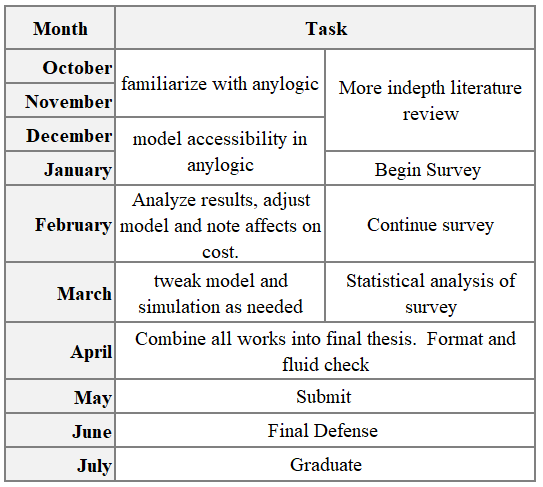 Month Task
October
familiarize with anylogic
More indepth literature
review
November
December
model accessibility in
anylogic
January
Begin Survey
February
Analyze results, adjust
model and note affects on
cost.
Continue survey
March
tweak model and
simulation as needed
Statistical analysis of
survey
April
Combine all works into final thesis.  Format and
fluid check
May
Submit
June
Final Defense
July
Graduate